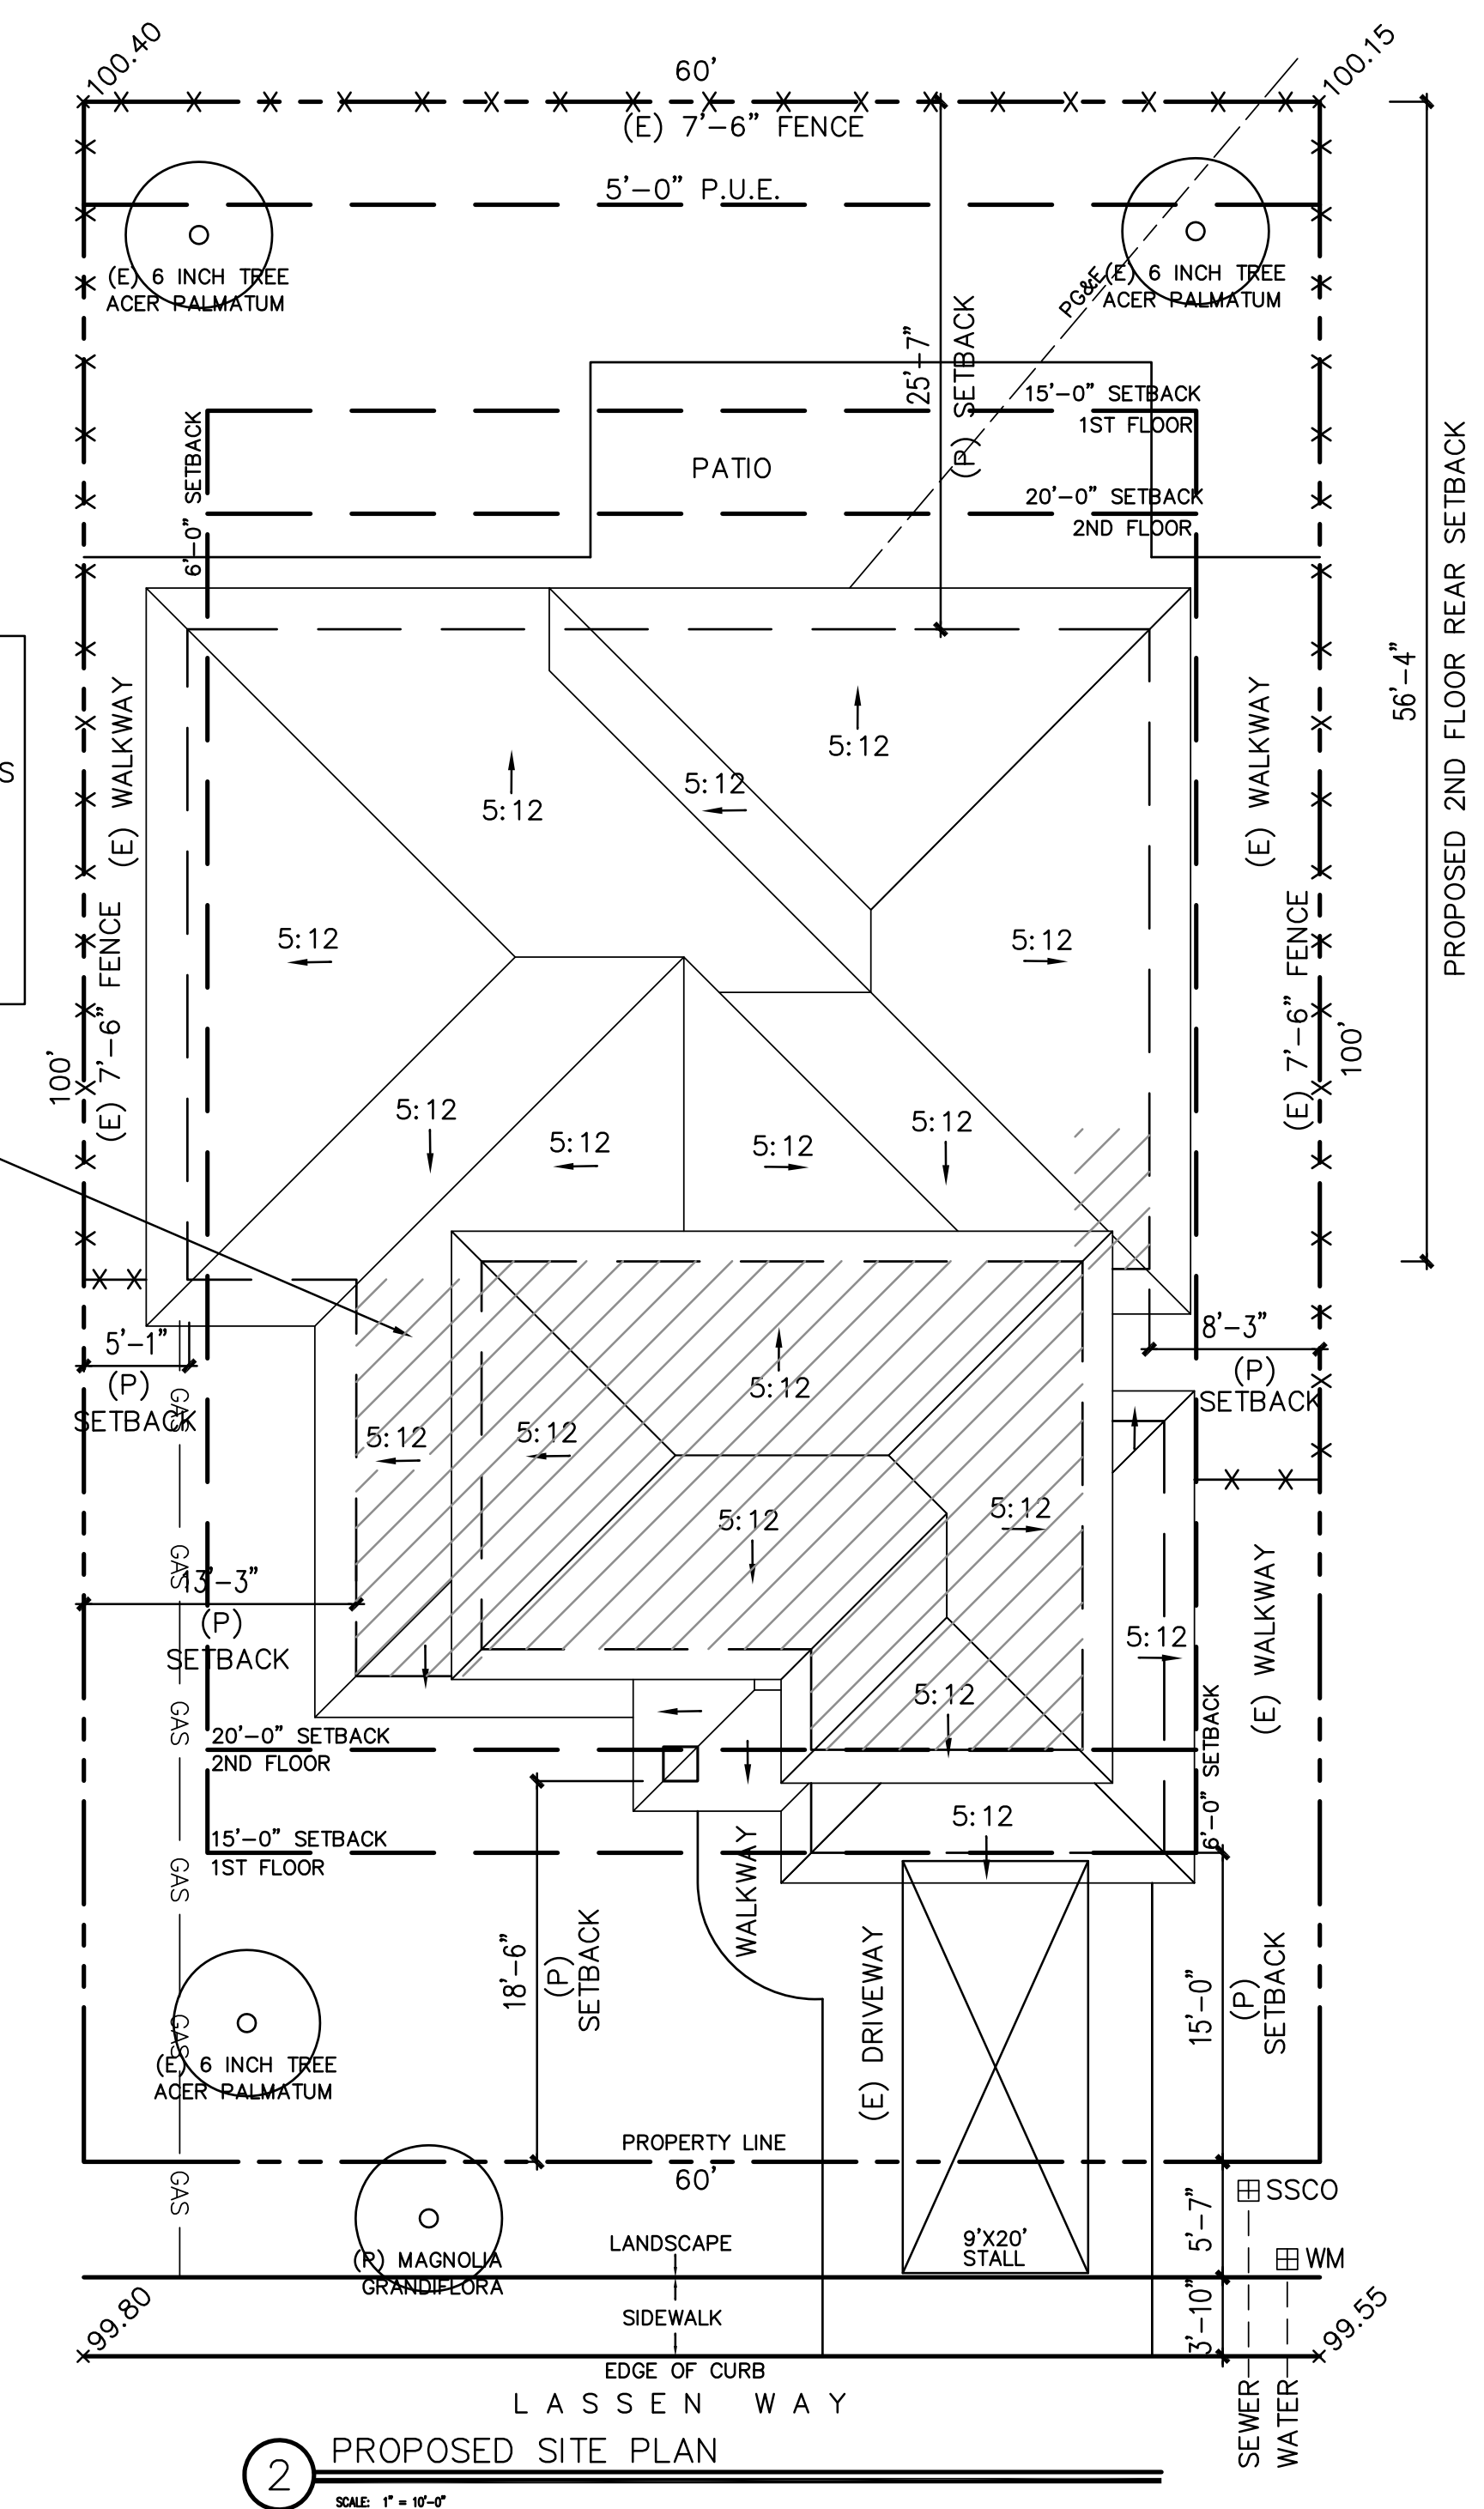 100.40
60'
100.15
(E) 7'-6" FENCE
5'-0" P.U.E.
(E) 6 INCH TREE
ACER PALMATUM
PG&E
(E) 6 INCH TREE
ACER PALMATUM
25'-7"
(P) SETBACK
15'-0" SETBACK
1ST FLOOR
6'-0" SETBACK
PATIO
20'-0" SETBACK
2ND FLOOR
PROPOSED 2ND FLOOR REAR SETBACK
56'-4"
(E) WALKWAY
(E) WALKWAY
5:12
5:12
5:12
S
5:12
5:12
(E) 7'-6" FENCE
(E) 7'-6" FENCE
100'
100'
5:12
5:12
5:12
5:12
5'-1"
(P)
SETBACK
8'-3"
(P)
SETBACK
5:12
GAS
5:12
5:12
5:12
5:12
GAS
13'-3"
(P)
SETBACK
5:12
(E) WALKWAY
5:12
GAS
20'-0" SETBACK
2ND FLOOR
6'-0" SETBACK
5:12
15'-0" SETBACK
1ST FLOOR
GAS
WALKWAY
18'-6"
(P)
SETBACK
(E) DRIVEWAY
15'-0"
(P)
SETBACK
GAS
(E) 6 INCH TREE
ACER PALMATUM
PROPERTY LINE
60'
GAS
5'-7"
SSCO
LANDSCAPE
9'X20'
STALL
(P) MAGNOLIA
GRANDIFLORA
WM
99.80
SIDEWALK
3'-10"
99.55
EDGE OF CURB
LASSEN WAY
SEWER
WATER
2
PROPOSED SITE PLAN
SCALE: 1" = 10'-0"